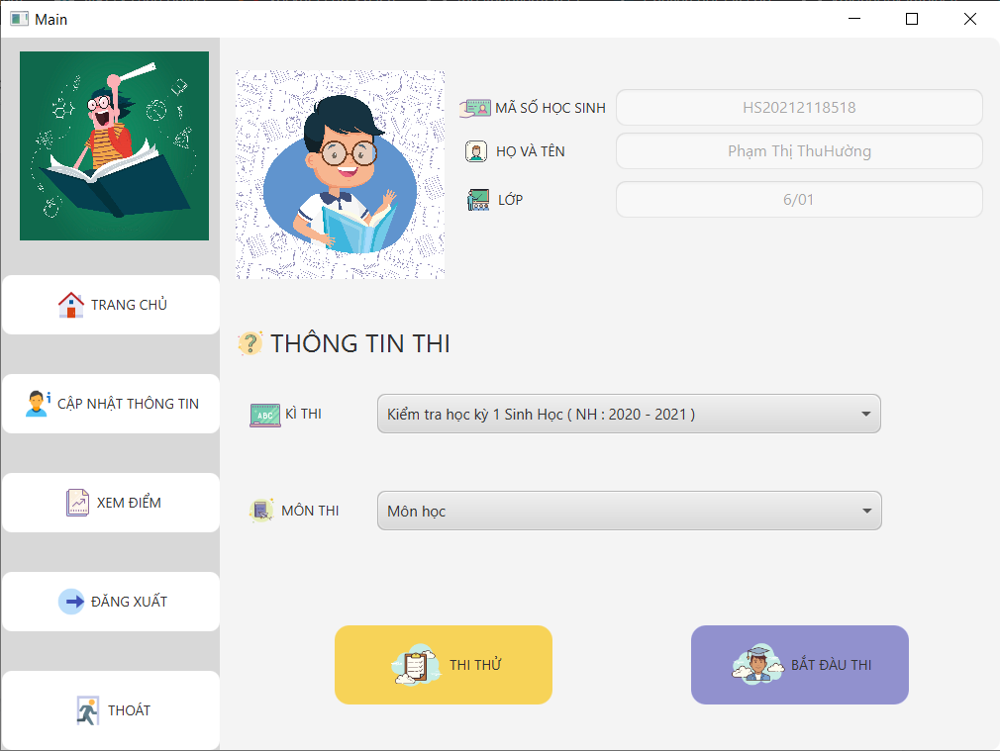 Main
TRANG CHỦ
CẬP NHẬT THÔNG TIN
XEM ĐIỂM
ĐĂNG XUẤT
THOÁT
MÃ SỐ HỌC SINH
HS20212118518
HỌ VÀ TÊN
Phạm Thị ThuHường
LỚP
6/01
? THÔNG TIN THI
ABC KÌ THI
Kiểm tra học kỳ 1 Sinh Học ( NH : 2020 - 2021 )
MÔN THI
Môn học
THI THỬ
BẮT ĐẦU THI